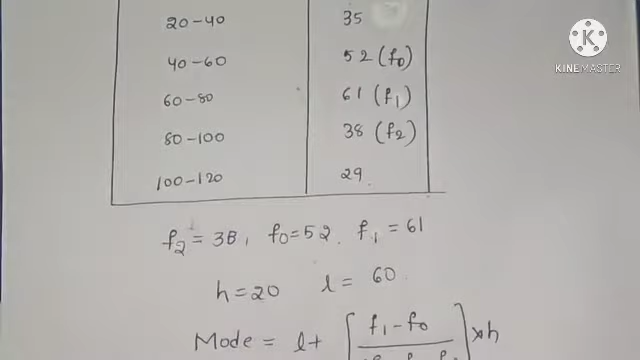 20-40 35
40-60 52 (f0)
60-80 61 (f1)
80-100 38 (f2)
100-120 29
f2 = 38, f0 = 52, f1 = 61
h = 20 l = 60
Mode = l+ [f1-f0] xh
KINEMASTER